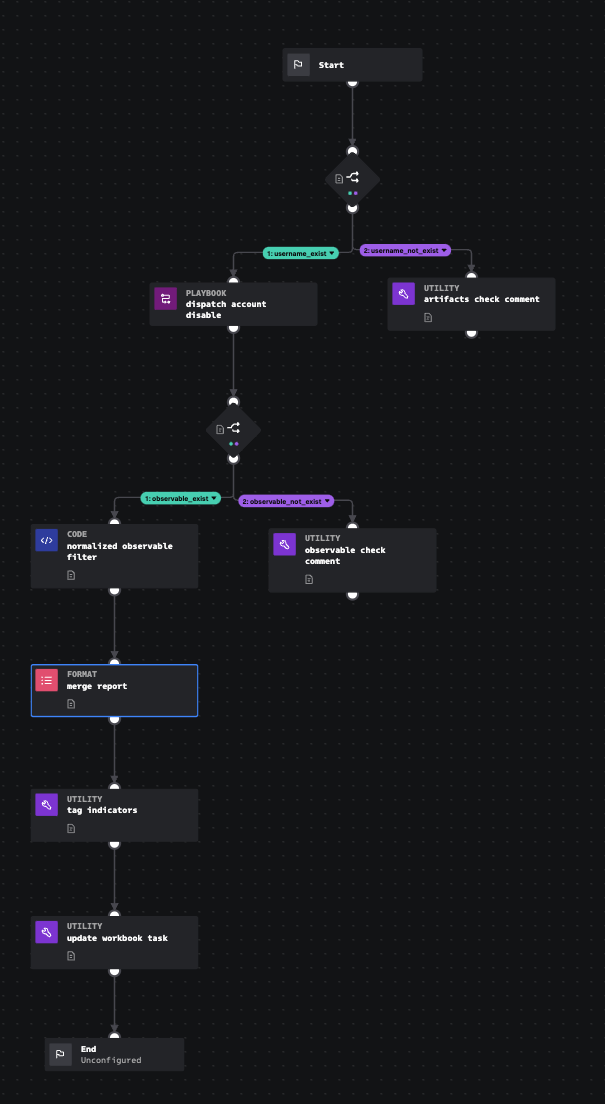 Start
1: username_exist
2: username_not_exist
PLAYBOOK
dispatch account
disable
UTILITY
artifacts check comment
1: observable_exist
2: observable_not_exist
CODE
normalized observable
filter
UTILITY
observable check
comment
FORMAT
merge report
UTILITY
tag indicators
UTILITY
update workbook task
End
Unconfigured